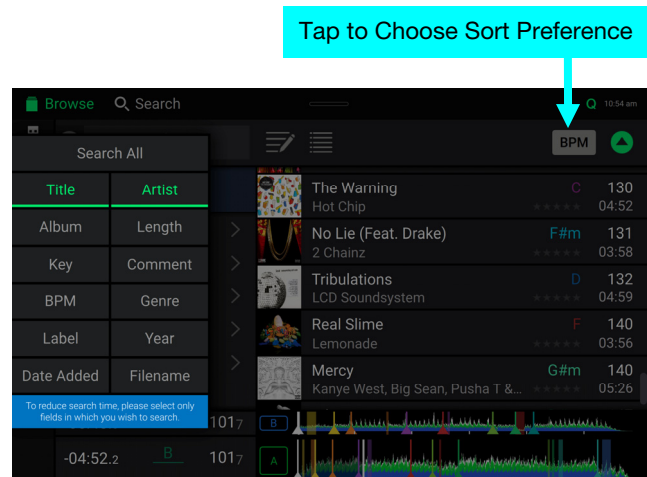 Tap to Choose Sort Preference
Browse Search Q 10:54 am
Search All
BPM
Title Artist
Album Length
Key Comment
BPM Genre
Label Year
Date Added Filename
To reduce search time, please select only
fields in which you wish to search.
The Warning C 130
Hot Chip 04:52
No Lie (Feat. Drake) F#m 131
2 Chainz 03:58
Tribulations D 132
LCD Soundsystem 04:59
Real Slime F 140
Lemonade 03:56
Mercy G#m 140
Kanye West, Big Sean, Pusha T &... 05:26
1017 B
-04:52.2 B 1017 A